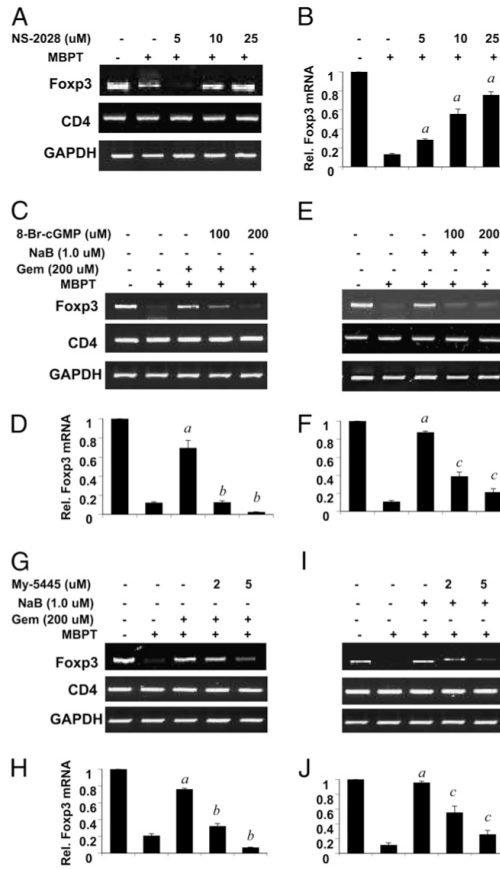 A
NS-2028 (uM) - - 5 10 25
MBPT - + + + +
Foxp3
CD4
GAPDH
B
- - 5 10 25
- + + + +
Rel. Foxp3 mRNA
1
0.8
0.6
0.4
0.2
0
a a a
C
8-Br-cGMP (uM) - - - 100 200
NaB (1.0 uM) - - - - -
Gem (200 uM) - - + + +
MBPT - + + + +
Foxp3
CD4
GAPDH
E
- - - 100 200
- - + + +
- - - - -
- + + + +
D
Rel. Foxp3 mRNA
1
0.8
0.6
0.4
0.2
0
a b b
F
1
0.8
0.6
0.4
0.2
0
a c c
G
My-5445 (uM) - - - 2 5
NaB (1.0 uM) - - - - -
Gem (200 uM) - - + + +
MBPT - + + + +
Foxp3
CD4
GAPDH
I
- - - 2 5
- - + + +
- - - - -
- + + + +
H
Rel. Foxp3 mRNA
1
0.8
0.6
0.4
0.2
0
a b b
J
1
0.8
0.6
0.4
0.2
0
a c c